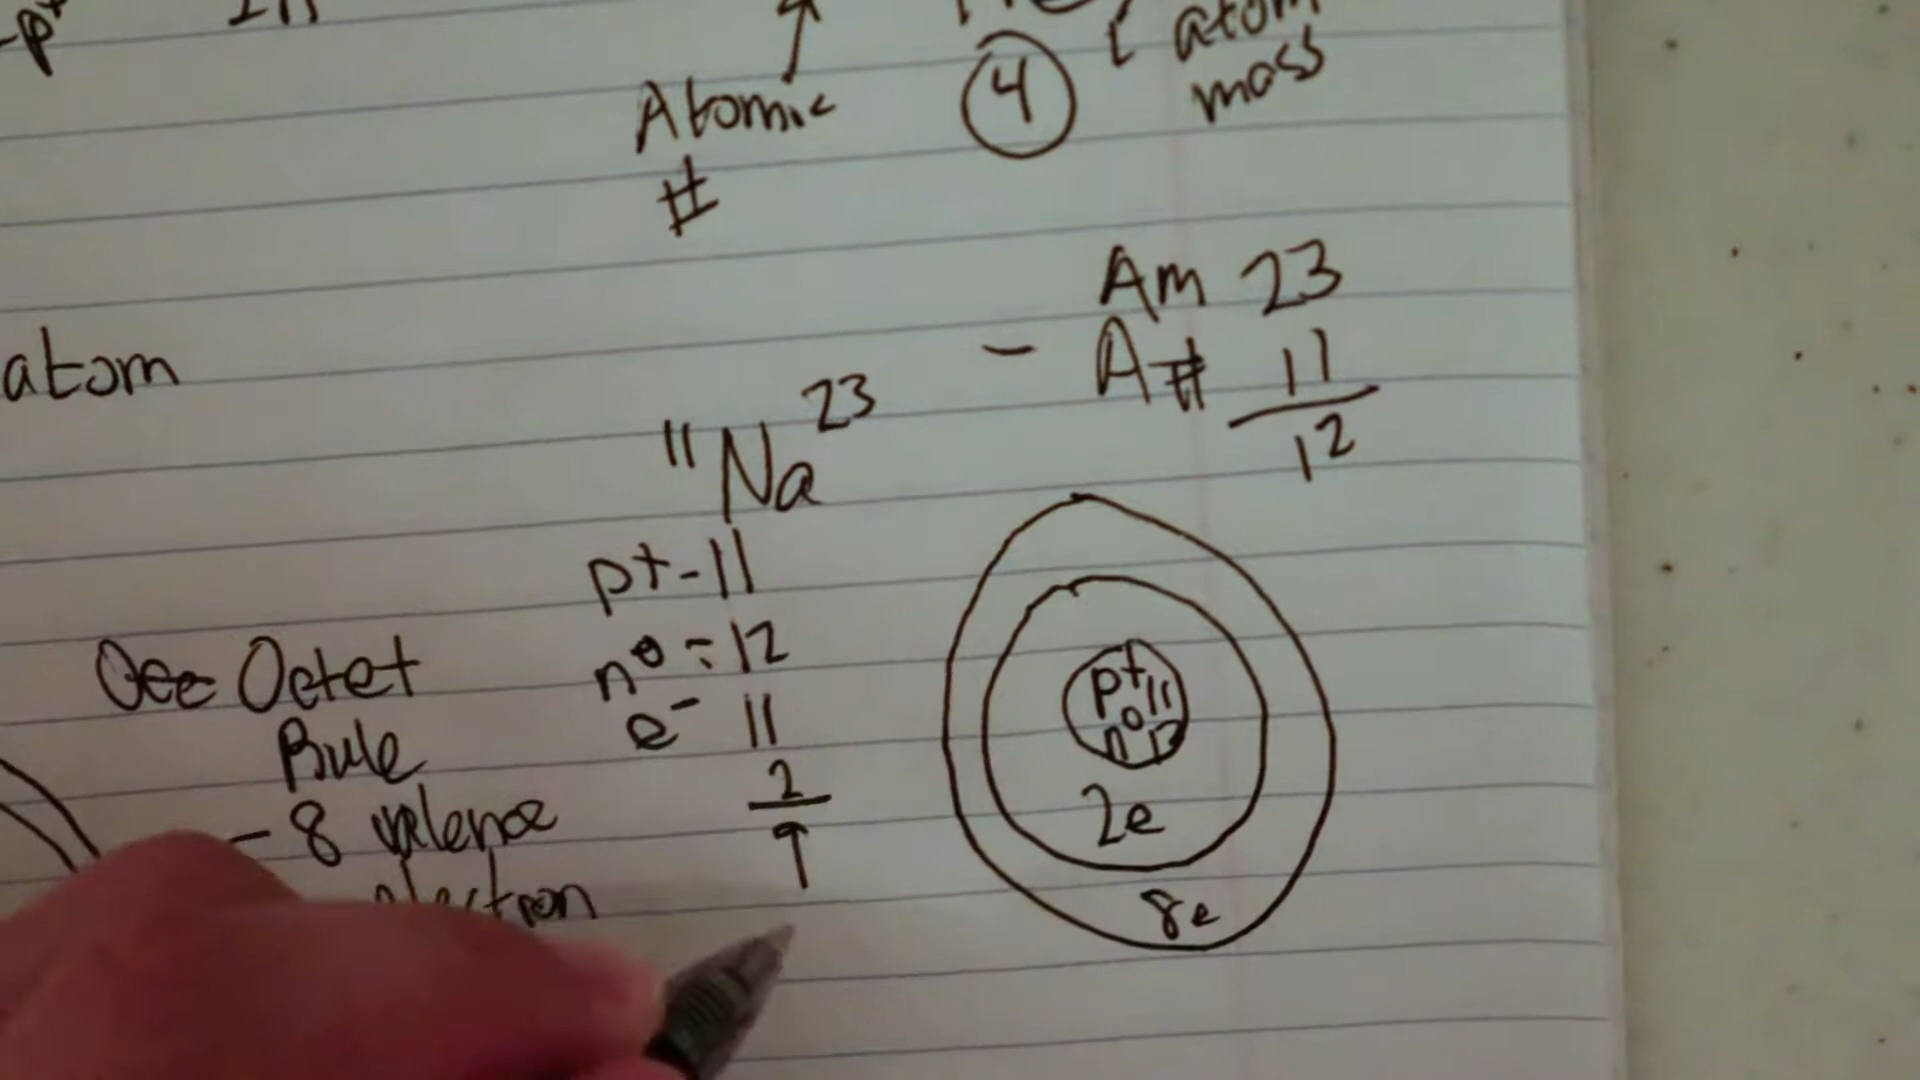 Atomic
#
4
atom
mass
Am 23
- A# 11
12
atom
11 Na 23
p+ - 11
n° = 12
e- 11
2
9
Octet
Rule
- 8 valence
electron
p+ 11
n° 12
2e
8e